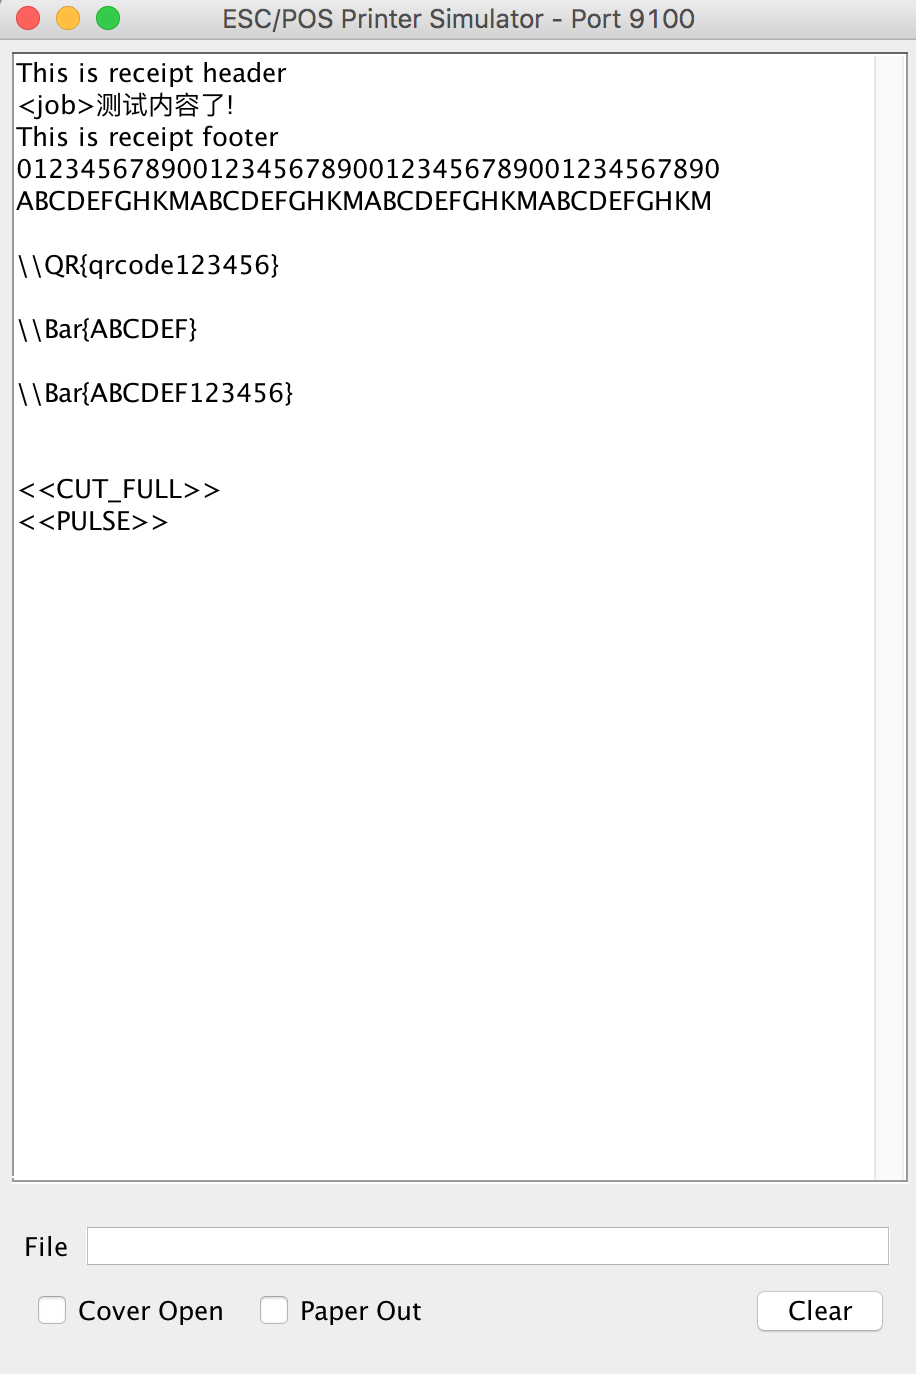 ESC/POS Printer Simulator - Port 9100
This is receipt header
<job>测试内容了!
This is receipt footer
01234567890012345678900123456789001234567890
ABCDEFGHKMABCDEFGHKMABCDEFGHKMABCDEFGHKM
\\QR{qrcode123456}
\\Bar{ABCDEF}
\\Bar{ABCDEF123456}
<<CUT_FULL>>
<<PULSE>>
File
Cover Open
Paper Out
Clear